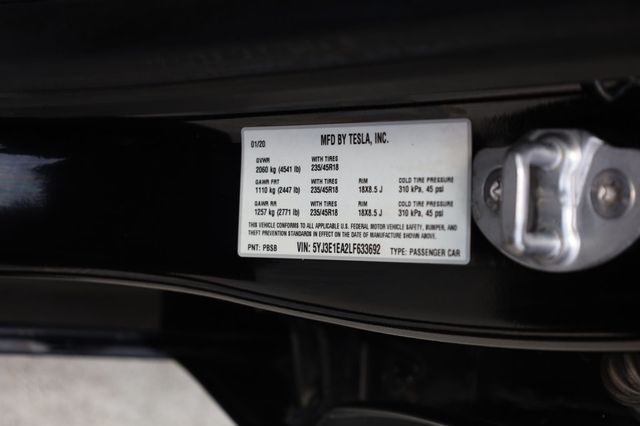 01/20 MFD BY TESLA, INC.
GVWR WITH TIRES
2060 kg (4541 lb) 235/45R18
GAWR FRT WITH TIRES RIM COLD TIRE PRESSURE
1110 kg (2447 lb) 235/45R18 18X8.5 J 310 kPa, 45 psi
GAWR RR WITH TIRES RIM COLD TIRE PRESSURE
1257 kg (2771 lb) 235/45R18 18X8.5 J 310 kPa, 45 psi
THIS VEHICLE CONFORMS TO ALL APPLICABLE U.S. FEDERAL MOTOR VEHICLE SAFETY, BUMPER, AND
THEFT PREVENTION STANDARDS IN EFFECT ON THE DATE OF MANUFACTURE SHOWN ABOVE.
PNT: PBSB VIN: 5YJ3E1EA2LF633692 TYPE: PASSENGER CAR